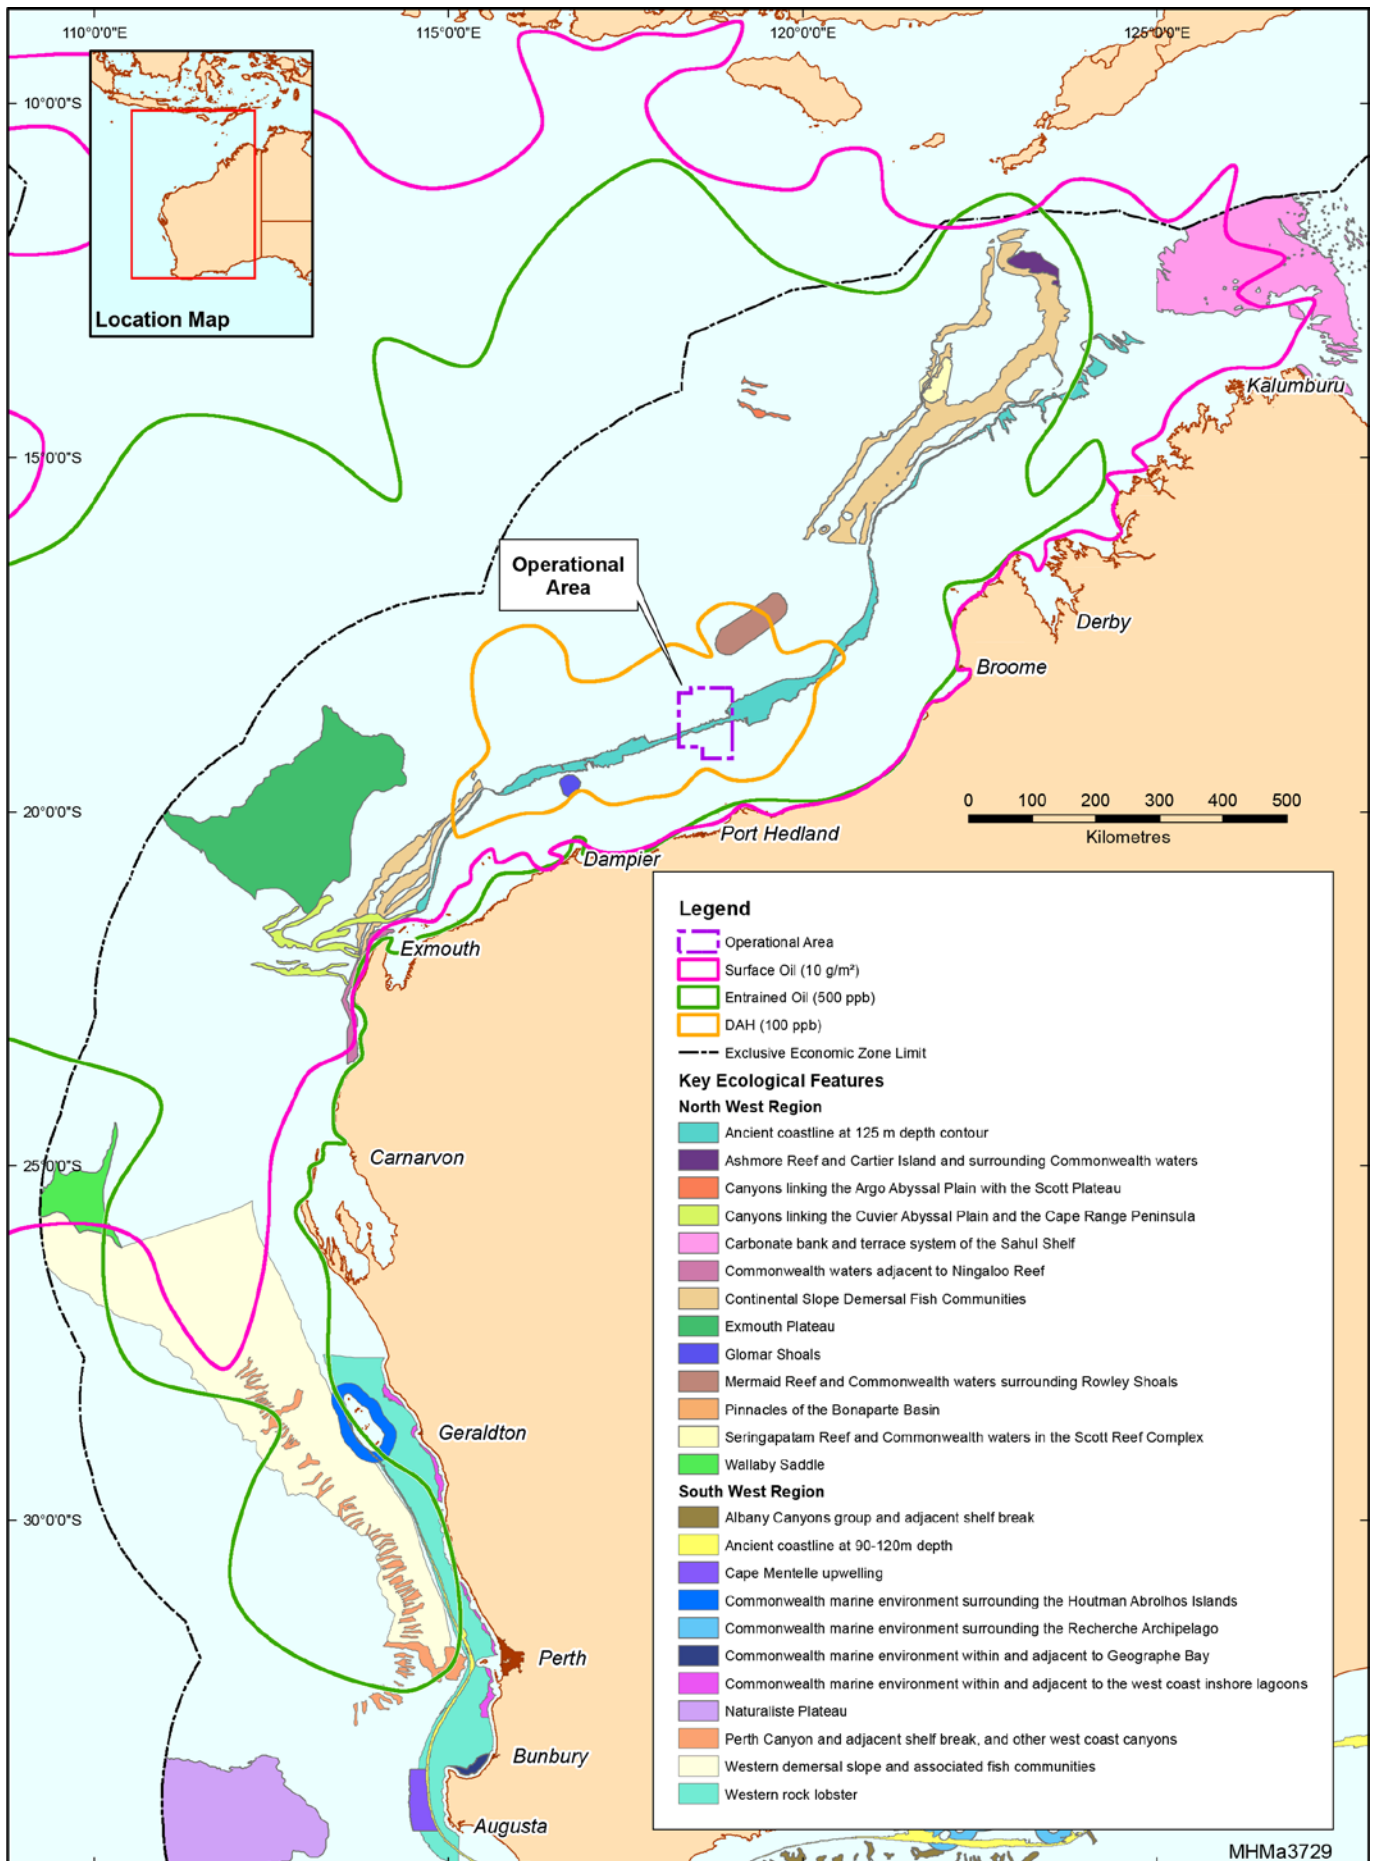 110°0'0"E
115°0'0"E
120°0'0"E
125°0'0"E
10°0'0"S
15°0'0"S
20°0'0"S
25°0'0"S
30°0'0"S
Location Map
Kalumburu
Operational
Area
Derby
Broome
0 100 200 300 400 500
Kilometres
Port Hedland
Dampier
Exmouth
Carnarvon
Geraldton
Perth
Bunbury
Augusta
Legend
Operational Area
Surface Oil (10 g/m²)
Entrained Oil (500 ppb)
DAH (100 ppb)
Exclusive Economic Zone Limit
Key Ecological Features
North West Region
Ancient coastline at 125 m depth contour
Ashmore Reef and Cartier Island and surrounding Commonwealth waters
Canyons linking the Argo Abyssal Plain with the Scott Plateau
Canyons linking the Cuvier Abyssal Plain and the Cape Range Peninsula
Carbonate bank and terrace system of the Sahul Shelf
Commonwealth waters adjacent to Ningaloo Reef
Continental Slope Demersal Fish Communities
Exmouth Plateau
Glomar Shoals
Mermaid Reef and Commonwealth waters surrounding Rowley Shoals
Pinnacles of the Bonaparte Basin
Seringapatam Reef and Commonwealth waters in the Scott Reef Complex
Wallaby Saddle
South West Region
Albany Canyons group and adjacent shelf break
Ancient coastline at 90-120m depth
Cape Mentelle upwelling
Commonwealth marine environment surrounding the Houtman Abrolhos Islands
Commonwealth marine environment surrounding the Recherche Archipelago
Commonwealth marine environment within and adjacent to Geographe Bay
Commonwealth marine environment within and adjacent to the west coast inshore lagoons
Naturaliste Plateau
Perth Canyon and adjacent shelf break, and other west coast canyons
Western demersal slope and associated fish communities
Western rock lobster
MHMa3729